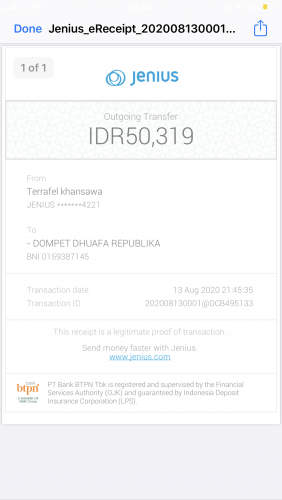 Done Jenius_eReceipt_202008130001...
1 of 1
jenius
Outgoing Transfer
IDR50,319
From
Terrafel khansawa
JENIUS *******4221
To
- DOMPET DHUAFA REPUBLIKA
BNI 0159387145
Transaction date 13 Aug 2020 21:45:35
Transaction ID 202008130001@DCB495133
This receipt is a legitimate proof of transaction.
Send money faster with Jenius.
www.jenius.com
btpn
PT Bank BTPN Tbk is registered and supervised by the Financial
Services Authority (OJK) and guaranteed by Indonesia Deposit
Insurance Corporation (LPS).